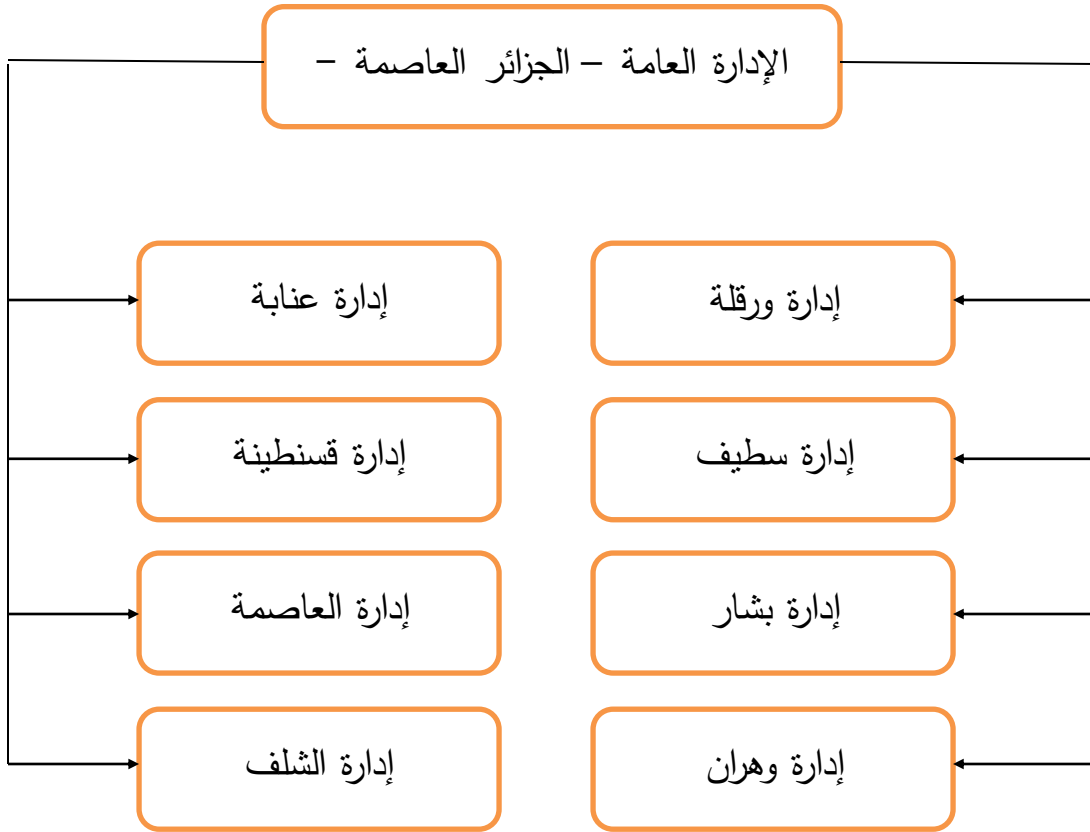 الإدارة العامة – الجزائر العاصمة –
إدارة ورقلة
إدارة عنابة
إدارة سطيف
إدارة قسنطينة
إدارة بشار
إدارة العاصمة
إدارة وهران
إدارة الشلف